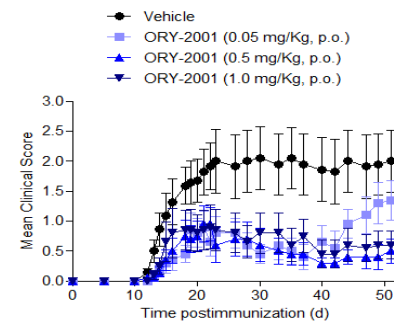 Vehicle
ORY-2001 (0.05 mg/Kg, p.o.)
ORY-2001 (0.5 mg/Kg, p.o.)
ORY-2001 (1.0 mg/Kg, p.o.)
3.0
2.5
2.0
1.5
1.0
0.5
0.0
Mean Clinical Score
0 10 20 30 40 50
Time postimmunization (d)